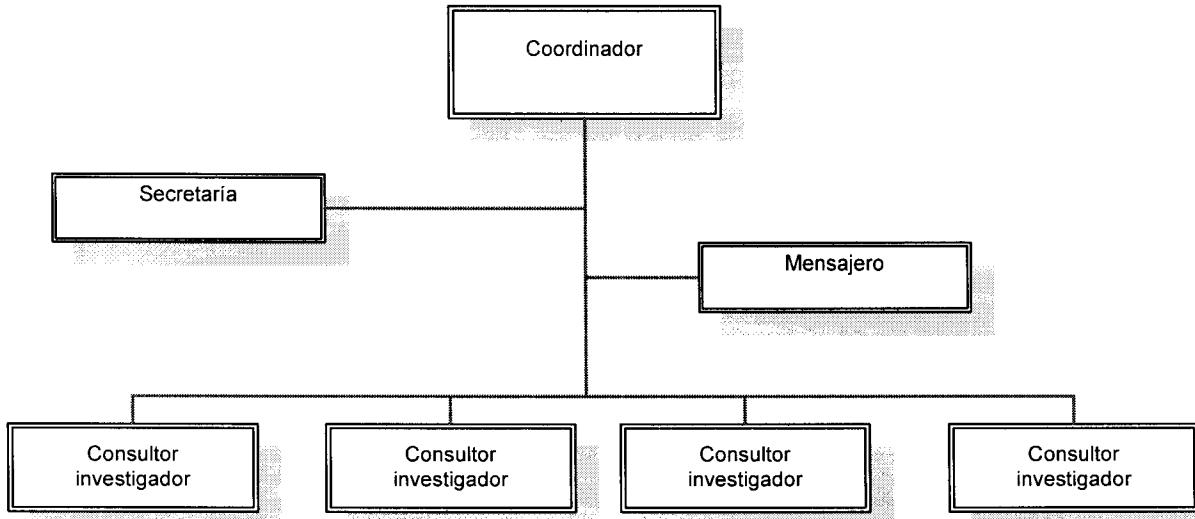 Coordinador
Secretaría
Mensajero
Consultor
investigador
Consultor
investigador
Consultor
investigador
Consultor
investigador